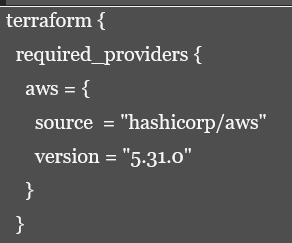 terraform {
  required_providers {
    aws = {
      source  = "hashicorp/aws"
      version = "5.31.0"
    }
  }